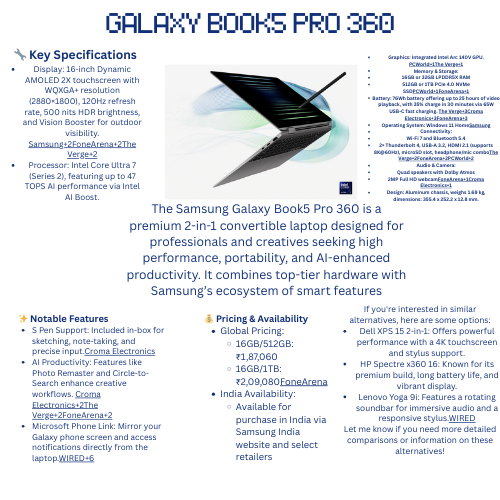 GALAXY BOOK5 PRO 360
🔧 Key Specifications
Display: 16-inch Dynamic
AMOLED 2X touchscreen with
WQXGA+ resolution
(2880×1800), 120Hz refresh
rate, 500 nits HDR brightness,
and Vision Booster for outdoor
visibility.
Samsung+2FoneArena+2The
Verge+2
Processor: Intel Core Ultra 7
(Series 2), featuring up to 47
TOPS AI performance via Intel
AI Boost.
Graphics: Integrated Intel Arc 140V GPU.
PCWorld+1The Verge+1
Memory & Storage:
16GB or 32GB LPDDR5X RAM
512GB or 1TB PCIe 4.0 NVMe
SSDPCWorld+1FoneArena+1
Battery: 76Wh battery offering up to 25 hours of video
playback, with 35% charge in 30 minutes via 65W
USB-C fast charging. The Verge+3Croma
Electronics+3FoneArena+3
Operating System: Windows 11 HomeSamsung
Connectivity:
Wi-Fi 7 and Bluetooth 5.4
2× Thunderbolt 4, USB-A 3.2, HDMI 2.1 (supports
8K@60Hz), microSD slot, headphone/mic comboThe
Verge+2FoneArena+2PCWorld+2
Audio & Camera:
Quad speakers with Dolby Atmos
2MP Full HD webcamFoneArena+1Croma
Electronics+1
Design: Aluminum chassis, weighs 1.69 kg,
dimensions: 355.4 x 252.2 x 12.8 mm.
The Samsung Galaxy Book5 Pro 360 is a
premium 2-in-1 convertible laptop designed for
professionals and creatives seeking high
performance, portability, and AI-enhanced
productivity. It combines top-tier hardware with
Samsung's ecosystem of smart features
✨ Notable Features
S Pen Support: Included in-box for
sketching, note-taking, and
precise input.Croma Electronics
AI Productivity: Features like
Photo Remaster and Circle-to-
Search enhance creative
workflows. Croma
Electronics+2The
Verge+2FoneArena+2
Microsoft Phone Link: Mirror your
Galaxy phone screen and access
notifications directly from the
laptop.WIRED+6
💰 Pricing & Availability
Global Pricing:
16GB/512GB:
₹1,87,060
16GB/1TB:
₹2,09,080FoneArena
India Availability:
Available for
purchase in India via
Samsung India
website and select
retailers
If you're interested in similar
alternatives, here are some options:
Dell XPS 15 2-in-1: Offers powerful
performance with a 4K touchscreen
and stylus support.
HP Spectre x360 16: Known for its
premium build, long battery life, and
vibrant display.
Lenovo Yoga 9i: Features a rotating
soundbar for immersive audio and a
responsive stylus.WIRED
Let me know if you need more detailed
comparisons or information on these
alternatives!